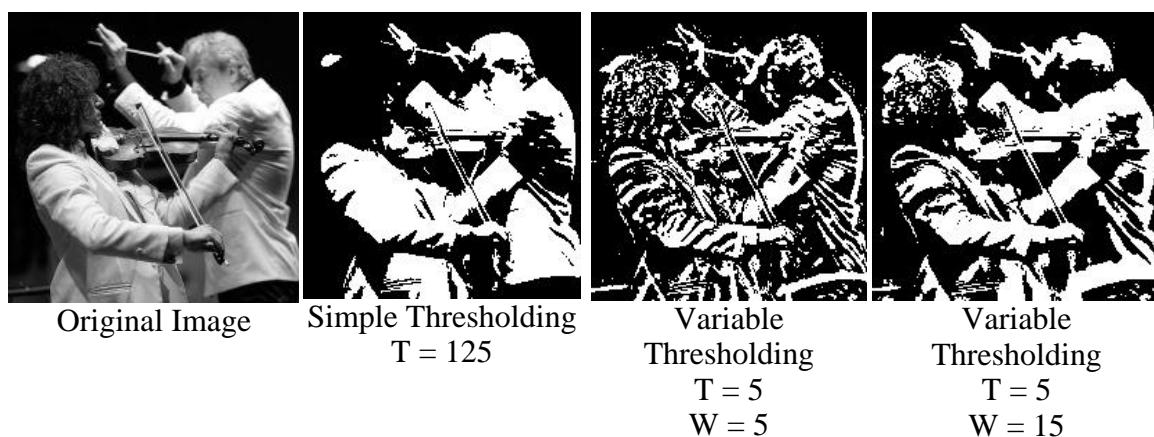 Original Image
Simple Thresholding
T = 125
Variable
Thresholding
T = 5
W = 5
Variable
Thresholding
T = 5
W = 15